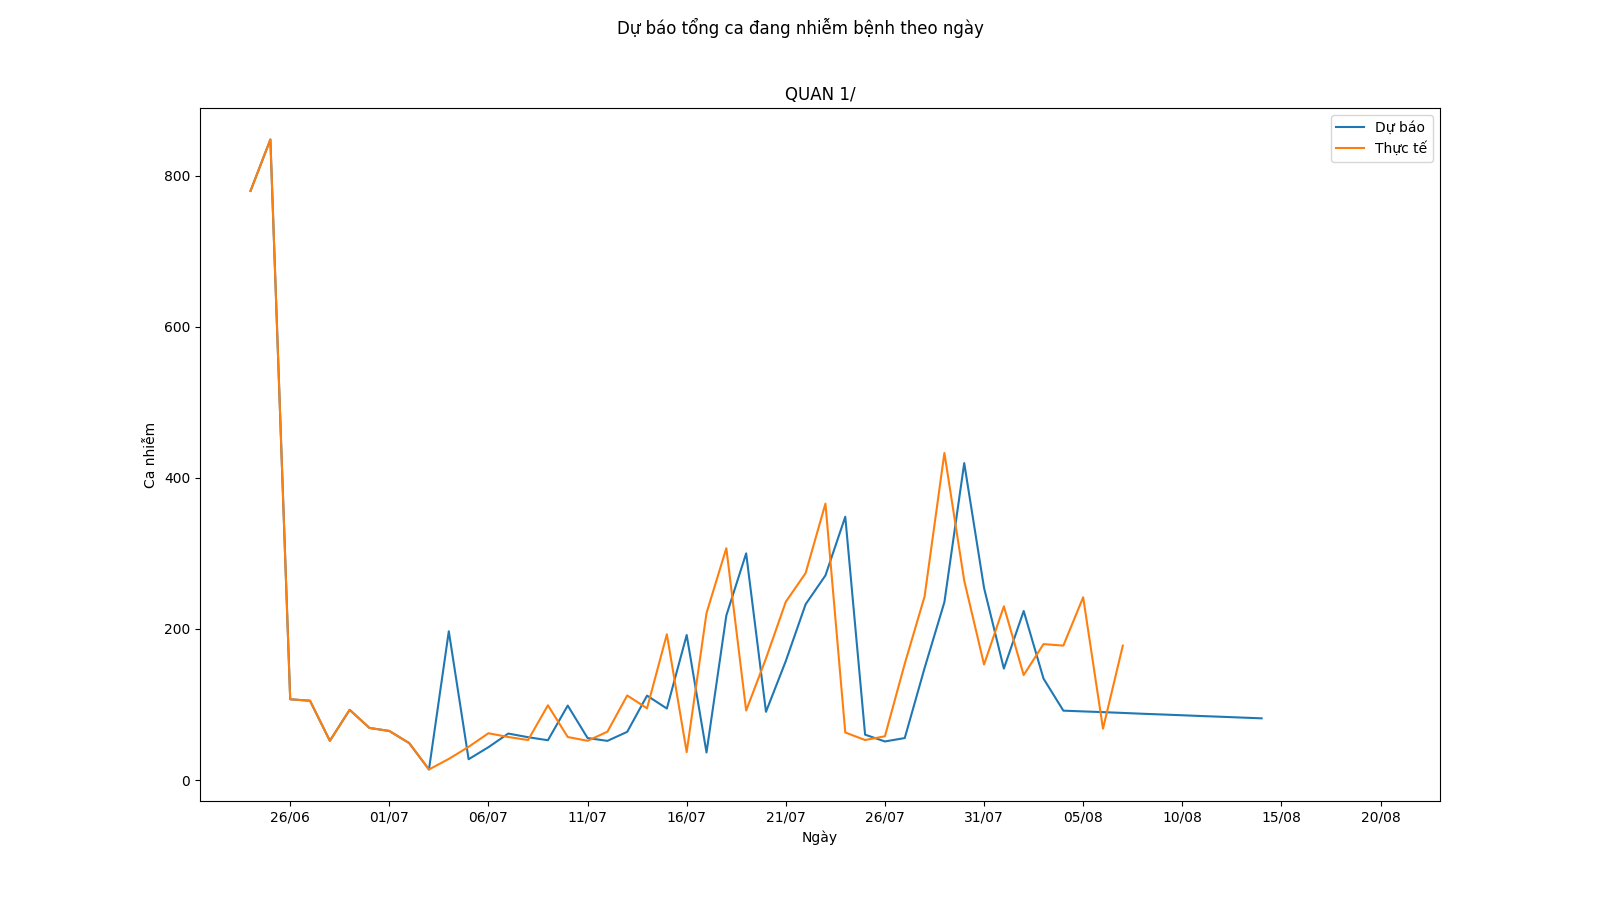 Dự báo tổng ca đang nhiễm bệnh theo ngày
QUAN 1/
Dự báo
Thực tế
800
600
400
200
0
Ca nhiễm
26/06 01/07 06/07 11/07 16/07 21/07 26/07 31/07 05/08 10/08 15/08 20/08
Ngày